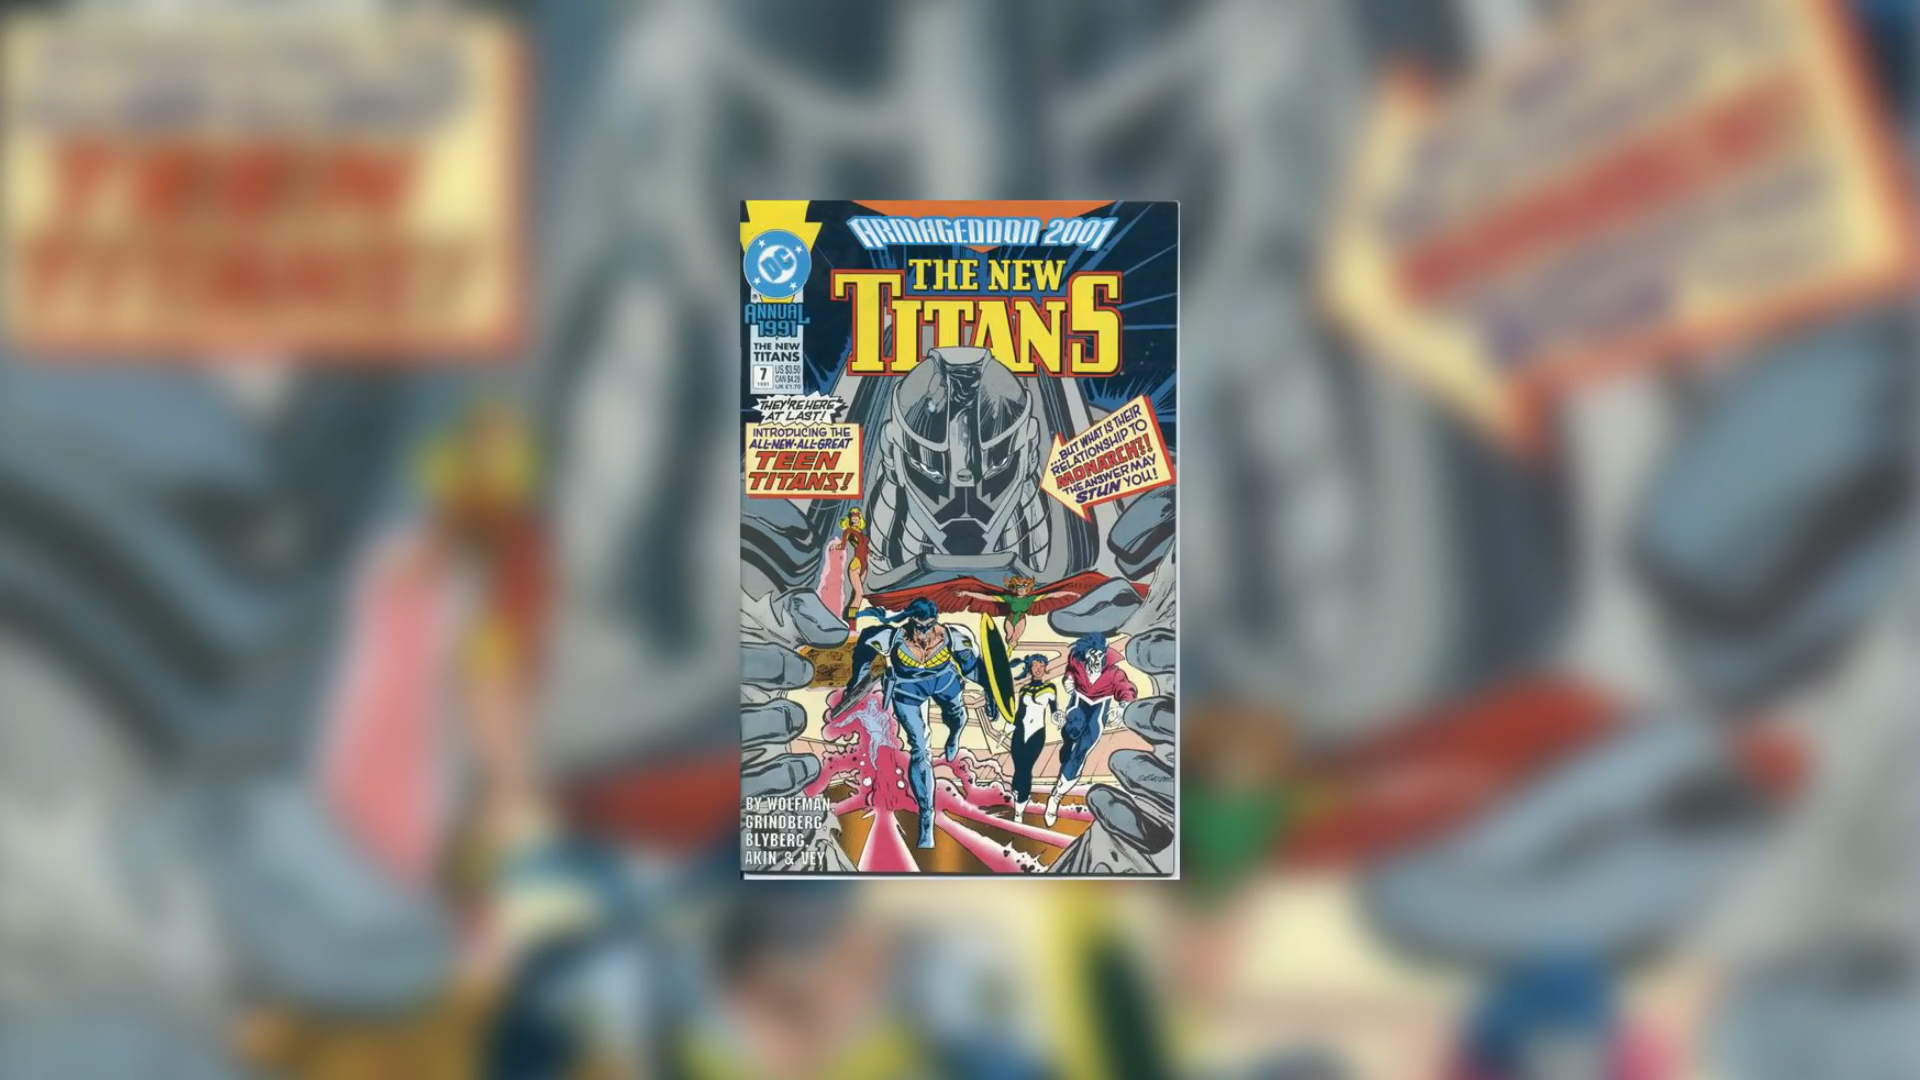 ARMAGEDDON 2001
THE NEW
TITANS
DC
ANNUAL
1991
THE NEW
TITANS
7
1991
US $3.50
CAN $4.25
UK £1.70
THEY'RE HERE
AT LAST!
INTRODUCING THE
ALL-NEW-ALL-GREAT
TEEN
TITANS!
...BUT WHAT IS THEIR
RELATIONSHIP TO
MONARCH?!
THE ANSWER MAY
STUN YOU!
BY WOLFMAN,
GRINDBERG,
BLYBERG,
AKIN & VEY
TEEN